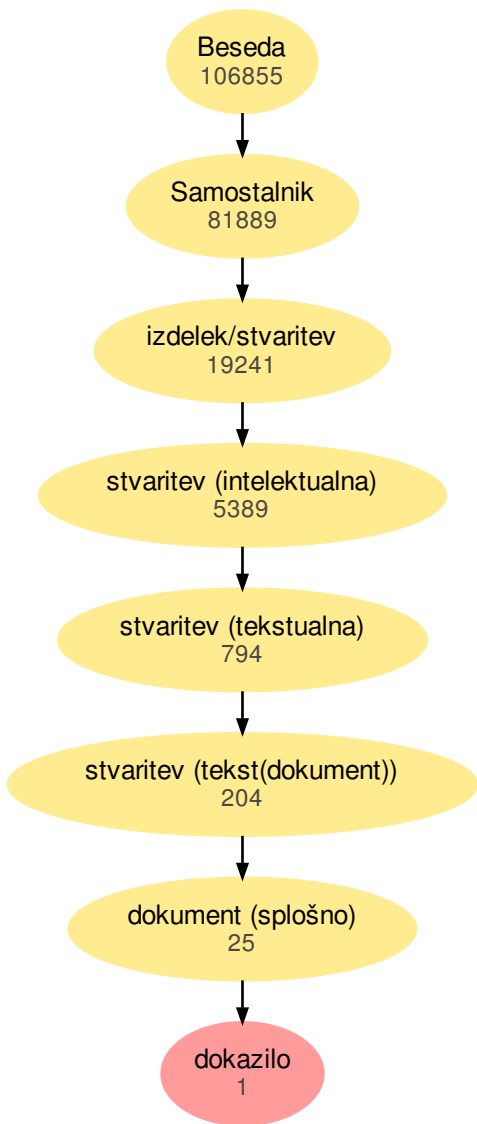 Beseda
106855
Samostalnik
81889
izdelek/stvaritev
19241
stvaritev (intelektualna)
5389
stvaritev (tekstualna)
794
stvaritev (tekst(dokument))
204
dokument (splošno)
25
dokazilo
1